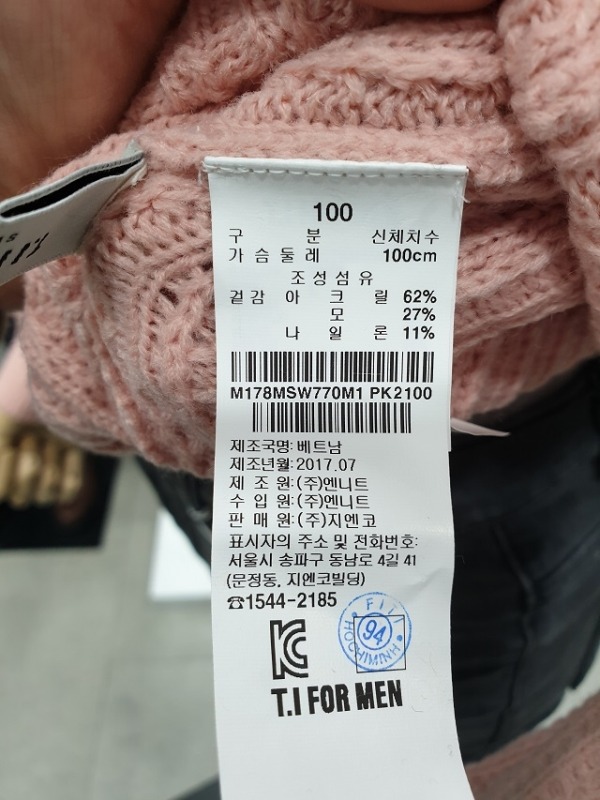 100
구 분 신체치수
가슴둘레 100cm
조성섬유
겉감 아 크 릴 62%
모 27%
나 일 론 11%
M178MSW770M1 PK2100
제조국명:베트남
제조년월:2017.07
제 조 원:(주)엔니트
수 입 원:(주)엔니트
판 매 원:(주)지엔코
표시자의 주소 및 전화번호:
서울시 송파구 동남로 4길 41
(문정동, 지엔코빌딩)
☎1544-2185
FITI
94
HOCHIMINH
KC
T.I FOR MEN